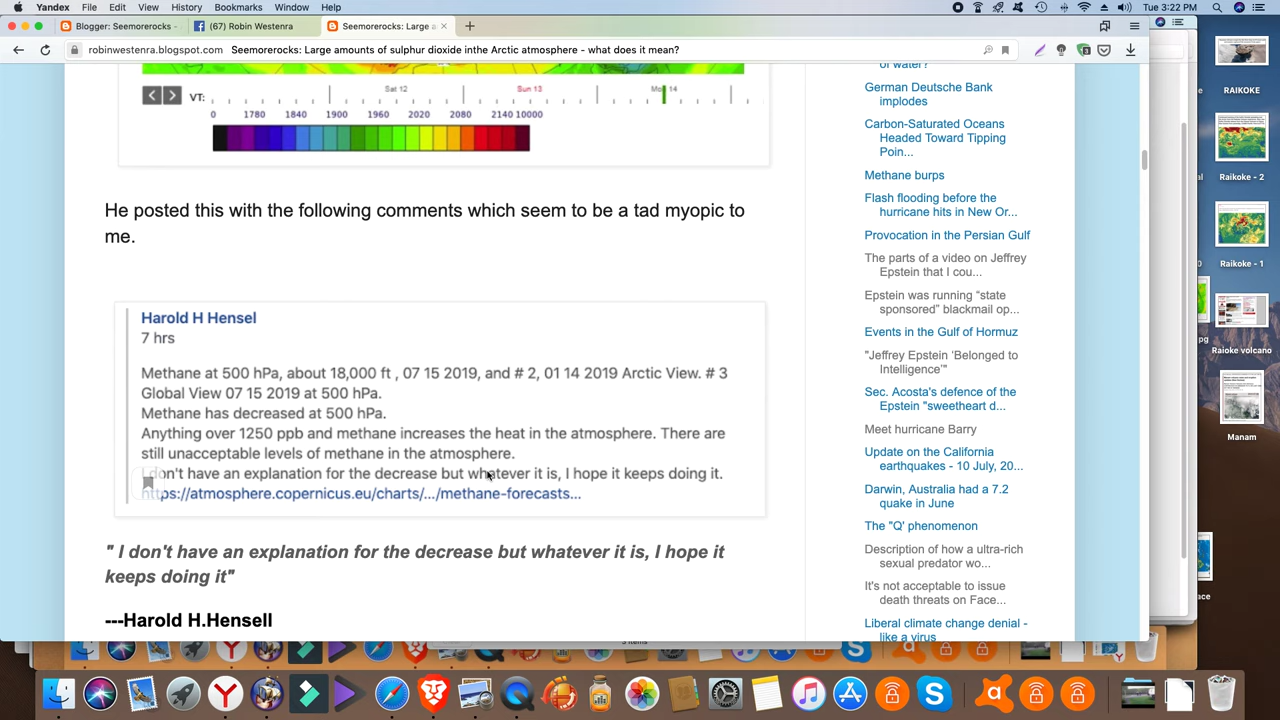 Yandex File Edit View History Bookmarks Window Help Tue 3:22 PM
Blogger: Seemorerocks - (67) Robin Westenra Seemorerocks: Large a
robinwestenra.blogspot.com Seemorerocks: Large amounts of sulphur dioxide inthe Arctic atmosphere - what does it mean?
VT: Sat 12 Sun 13 Mo 14
0 1780 1840 1900 1960 2020 2080 2140 10000
He posted this with the following comments which seem to be a tad myopic to
me.
Harold H Hensel
7 hrs
Methane at 500 hPa, about 18,000 ft , 07 15 2019, and # 2, 01 14 2019 Arctic View. # 3
Global View 07 15 2019 at 500 hPa.
Methane has decreased at 500 hPa.
Anything over 1250 ppb and methane increases the heat in the atmosphere. There are
still unacceptable levels of methane in the atmosphere.
I don't have an explanation for the decrease but whatever it is, I hope it keeps doing it.
https://atmosphere.copernicus.eu/charts/.../methane-forecasts...
" I don't have an explanation for the decrease but whatever it is, I hope it
keeps doing it"
---Harold H.Hensell
of water?
German Deutsche Bank
implodes
Carbon-Saturated Oceans
Headed Toward Tipping
Poin...
Methane burps
Flash flooding before the
hurricane hits in New Or...
Provocation in the Persian Gulf
The parts of a video on Jeffrey
Epstein that I cou...
Epstein was running “state
sponsored” blackmail op...
Events in the Gulf of Hormuz
"Jeffrey Epstein 'Belonged to
Intelligence'"
Sec. Acosta's defence of the
Epstein "sweetheart d...
Meet hurricane Barry
Update on the California
earthquakes - 10 July, 20...
Darwin, Australia had a 7.2
quake in June
The "Q' phenomenon
Description of how a ultra-rich
sexual predator wo...
It's not acceptable to issue
death threats on Face...
Liberal climate change denial -
like a virus
RAIKOKE
Raikoke - 2
Raikoke - 1
Raioke volcano
Manam